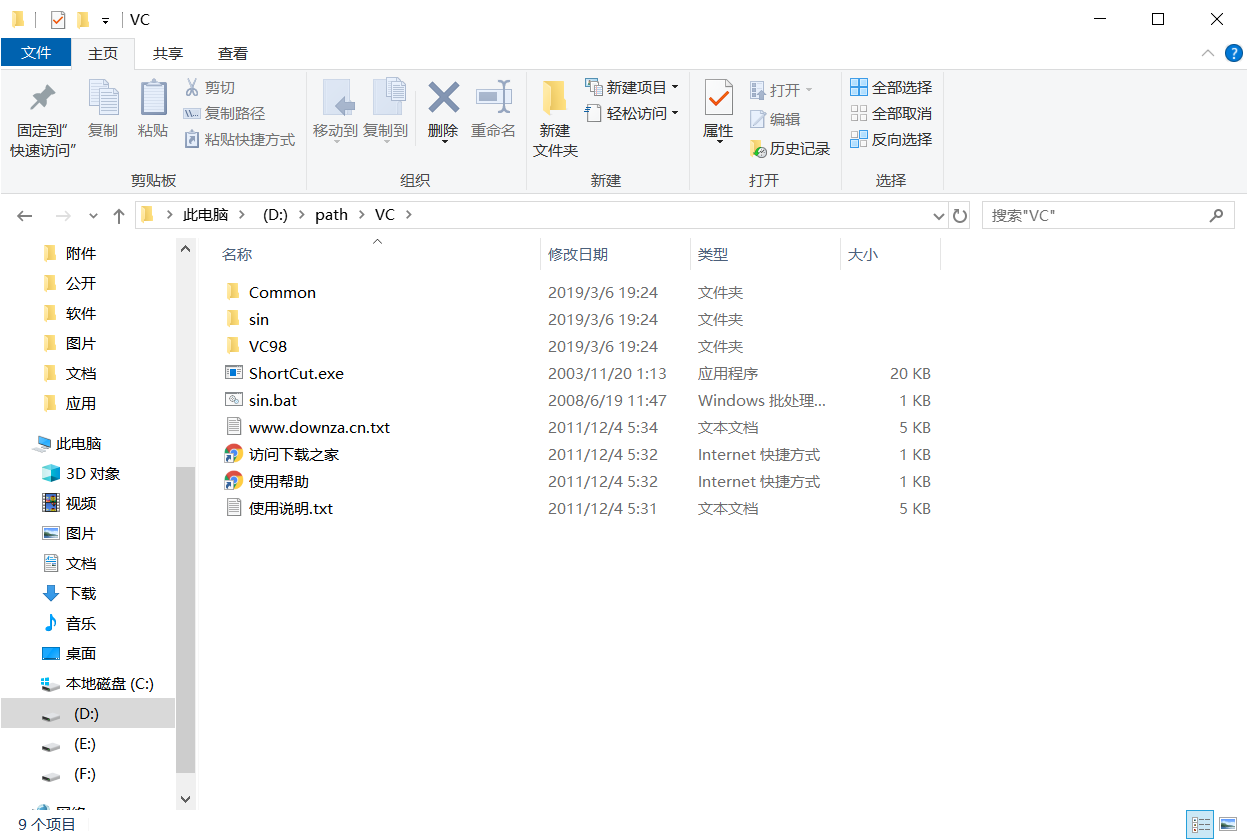 VC
文件 主页 共享 查看
固定到"
快速访问"
复制
粘贴
剪切
复制路径
粘贴快捷方式
剪贴板
移动到
复制到
删除
重命名
组织
新建
文件夹
新建项目
轻松访问
新建
属性
打开
编辑
历史记录
打开
全部选择
全部取消
反向选择
选择
此电脑 > (D:) > path > VC >
搜索"VC"
附件
公开
软件
图片
文档
应用
此电脑
3D 对象
视频
图片
文档
下载
音乐
桌面
本地磁盘 (C:)
(D:)
(E:)
(F:)
网络
名称 修改日期 类型 大小
Common 2019/3/6 19:24 文件夹
sin 2019/3/6 19:24 文件夹
VC98 2019/3/6 19:24 文件夹
ShortCut.exe 2003/11/20 1:13 应用程序 20 KB
sin.bat 2008/6/19 11:47 Windows 批处理... 1 KB
www.downza.cn.txt 2011/12/4 5:34 文本文档 5 KB
访问下载之家 2011/12/4 5:32 Internet 快捷方式 1 KB
使用帮助 2011/12/4 5:32 Internet 快捷方式 1 KB
使用说明.txt 2011/12/4 5:31 文本文档 5 KB
9 个项目